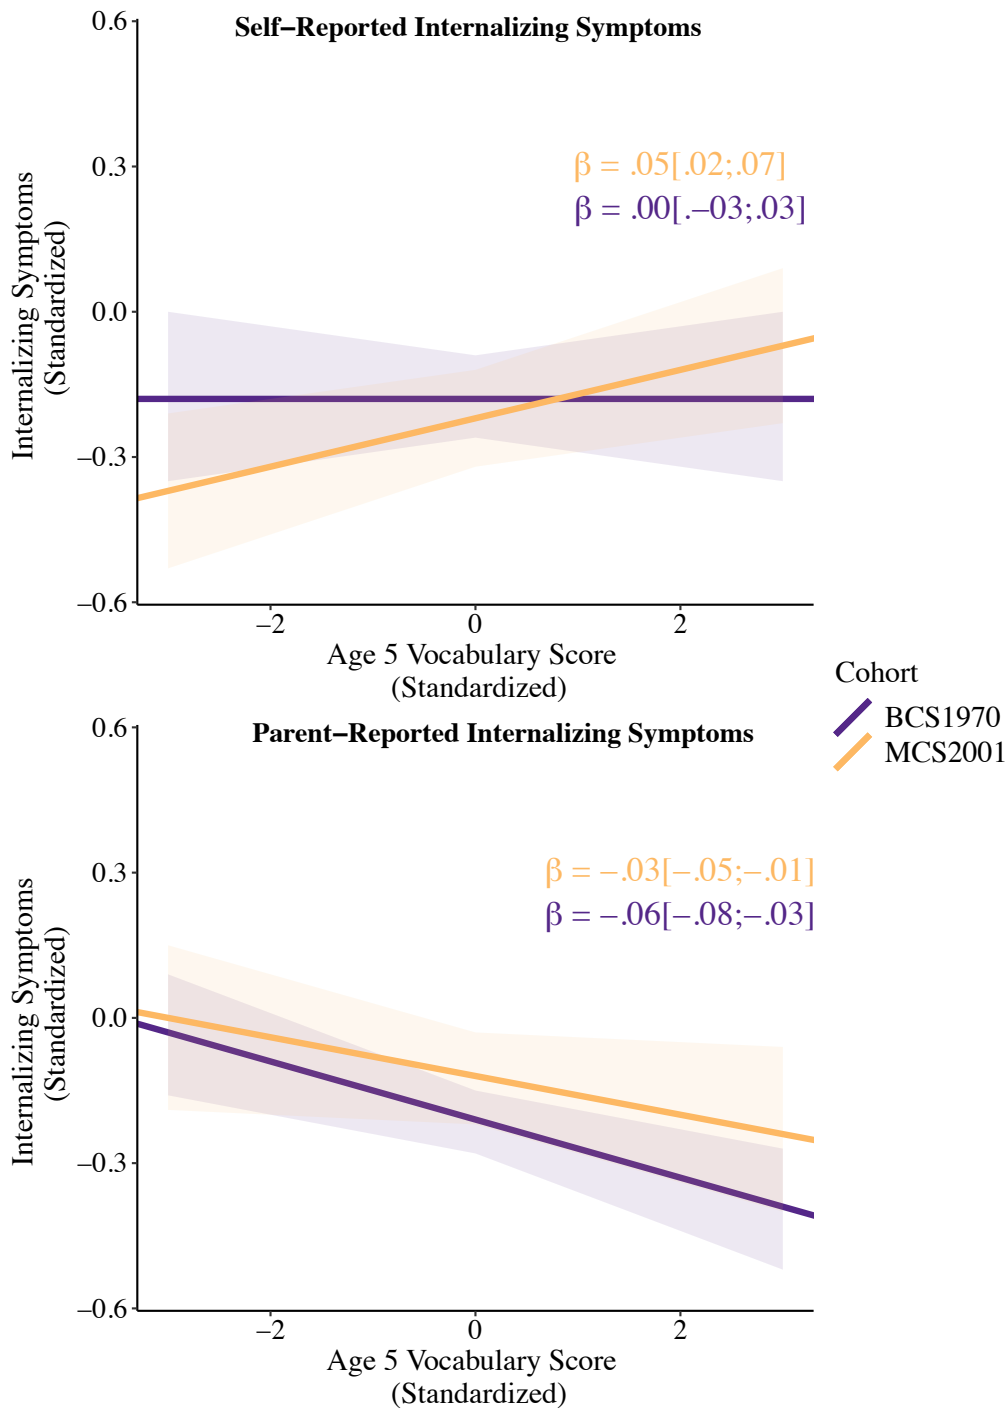 Self–Reported Internalizing Symptoms
0.6
0.3
0.0
–0.3
–0.6
Internalizing Symptoms
(Standardized)
β = .05[.02;.07]
β = .00[.–03;.03]
–2
0
2
Age 5 Vocabulary Score
(Standardized)
Cohort
BCS1970
MCS2001
Parent–Reported Internalizing Symptoms
0.6
0.3
0.0
–0.3
–0.6
Internalizing Symptoms
(Standardized)
β = –.03[–.05;–.01]
β = –.06[–.08;–.03]
–2
0
2
Age 5 Vocabulary Score
(Standardized)